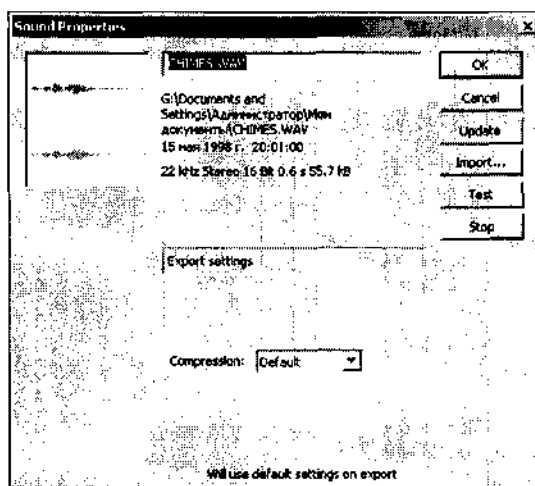 Sound Properties
CHIMES.WAV
OK
G:\Documents and
Settings\Администратор\Мои
документы\CHIMES.WAV
15 мая 1998 г. 20:01:00
22 kHz Stereo 16 Bit 0.6 s 55.7 kB
Cancel
Update
Import...
Test
Stop
Export settings
Compression: Default
Will use default settings on export